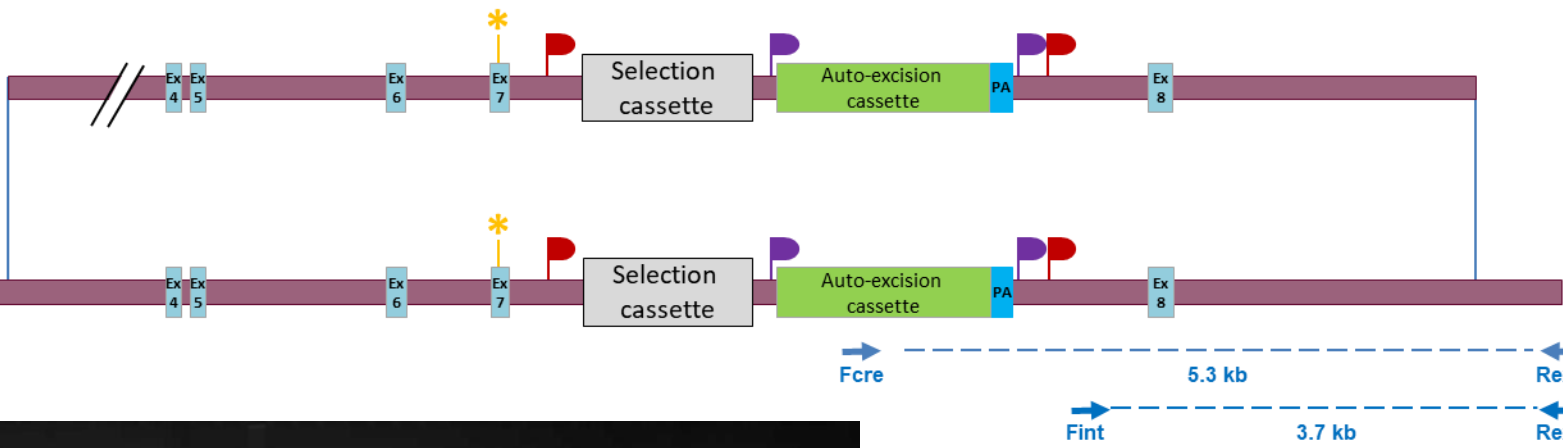 *
Ex
4
Ex
5
Ex
6
Ex
7
Selection
cassette
Auto-excision
cassette
PA
Ex
8
*
Ex
4
Ex
5
Ex
6
Ex
7
Selection
cassette
Auto-excision
cassette
PA
Ex
8
Fcre
5.3 kb
Re
Fint
3.7 kb
Re